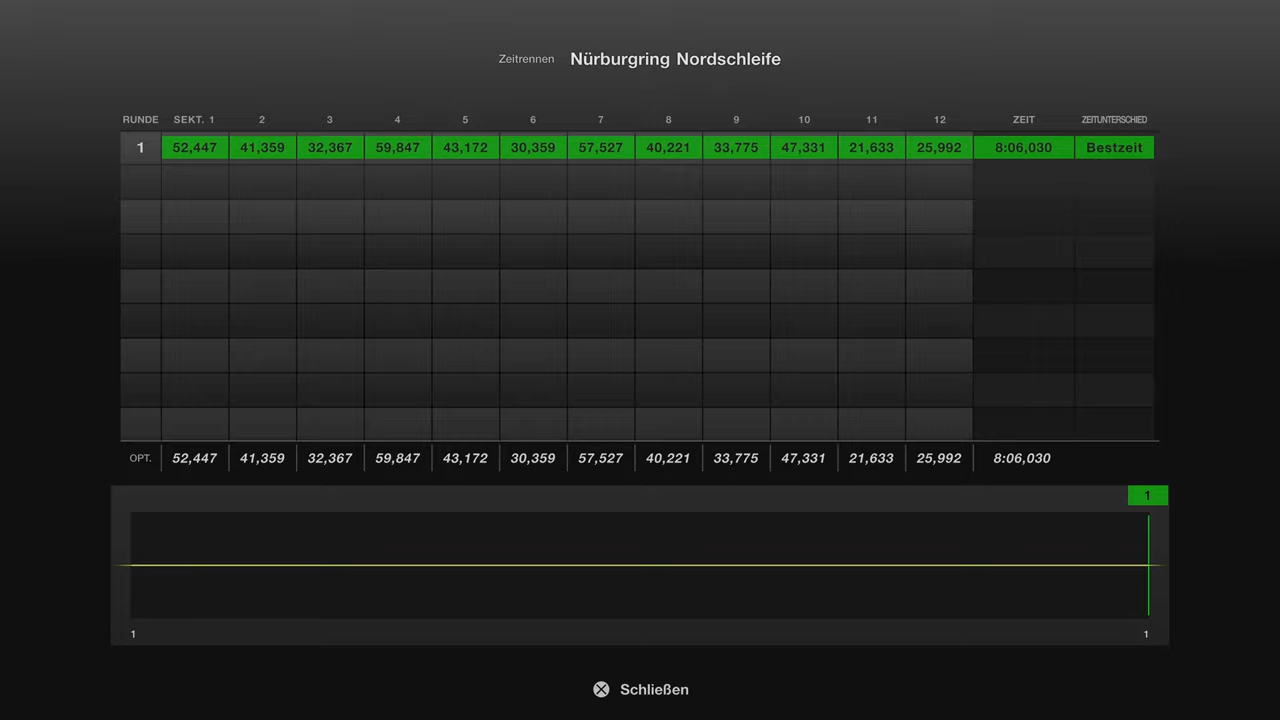 Zeitrennen Nürburgring Nordschleife
RUNDE SEKT. 1 2 3 4 5 6 7 8 9 10 11 12 ZEIT ZEITUNTERSCHIED
1 52,447 41,359 32,367 59,847 43,172 30,359 57,527 40,221 33,775 47,331 21,633 25,992 8:06,030 Bestzeit
OPT. 52,447 41,359 32,367 59,847 43,172 30,359 57,527 40,221 33,775 47,331 21,633 25,992 8:06,030
1
1 1
Schließen